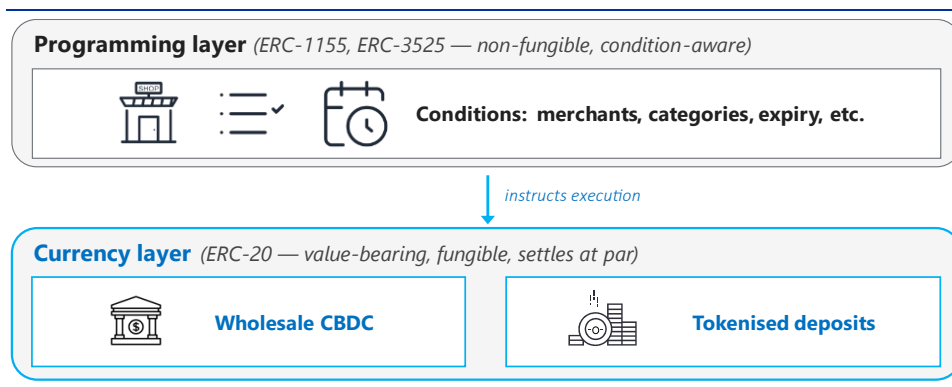 Programming layer (ERC-1155, ERC-3525 — non-fungible, condition-aware)
SHOP
Conditions: merchants, categories, expiry, etc.
instructs execution
Currency layer (ERC-20 — value-bearing, fungible, settles at par)
$
Wholesale CBDC
Tokenised deposits